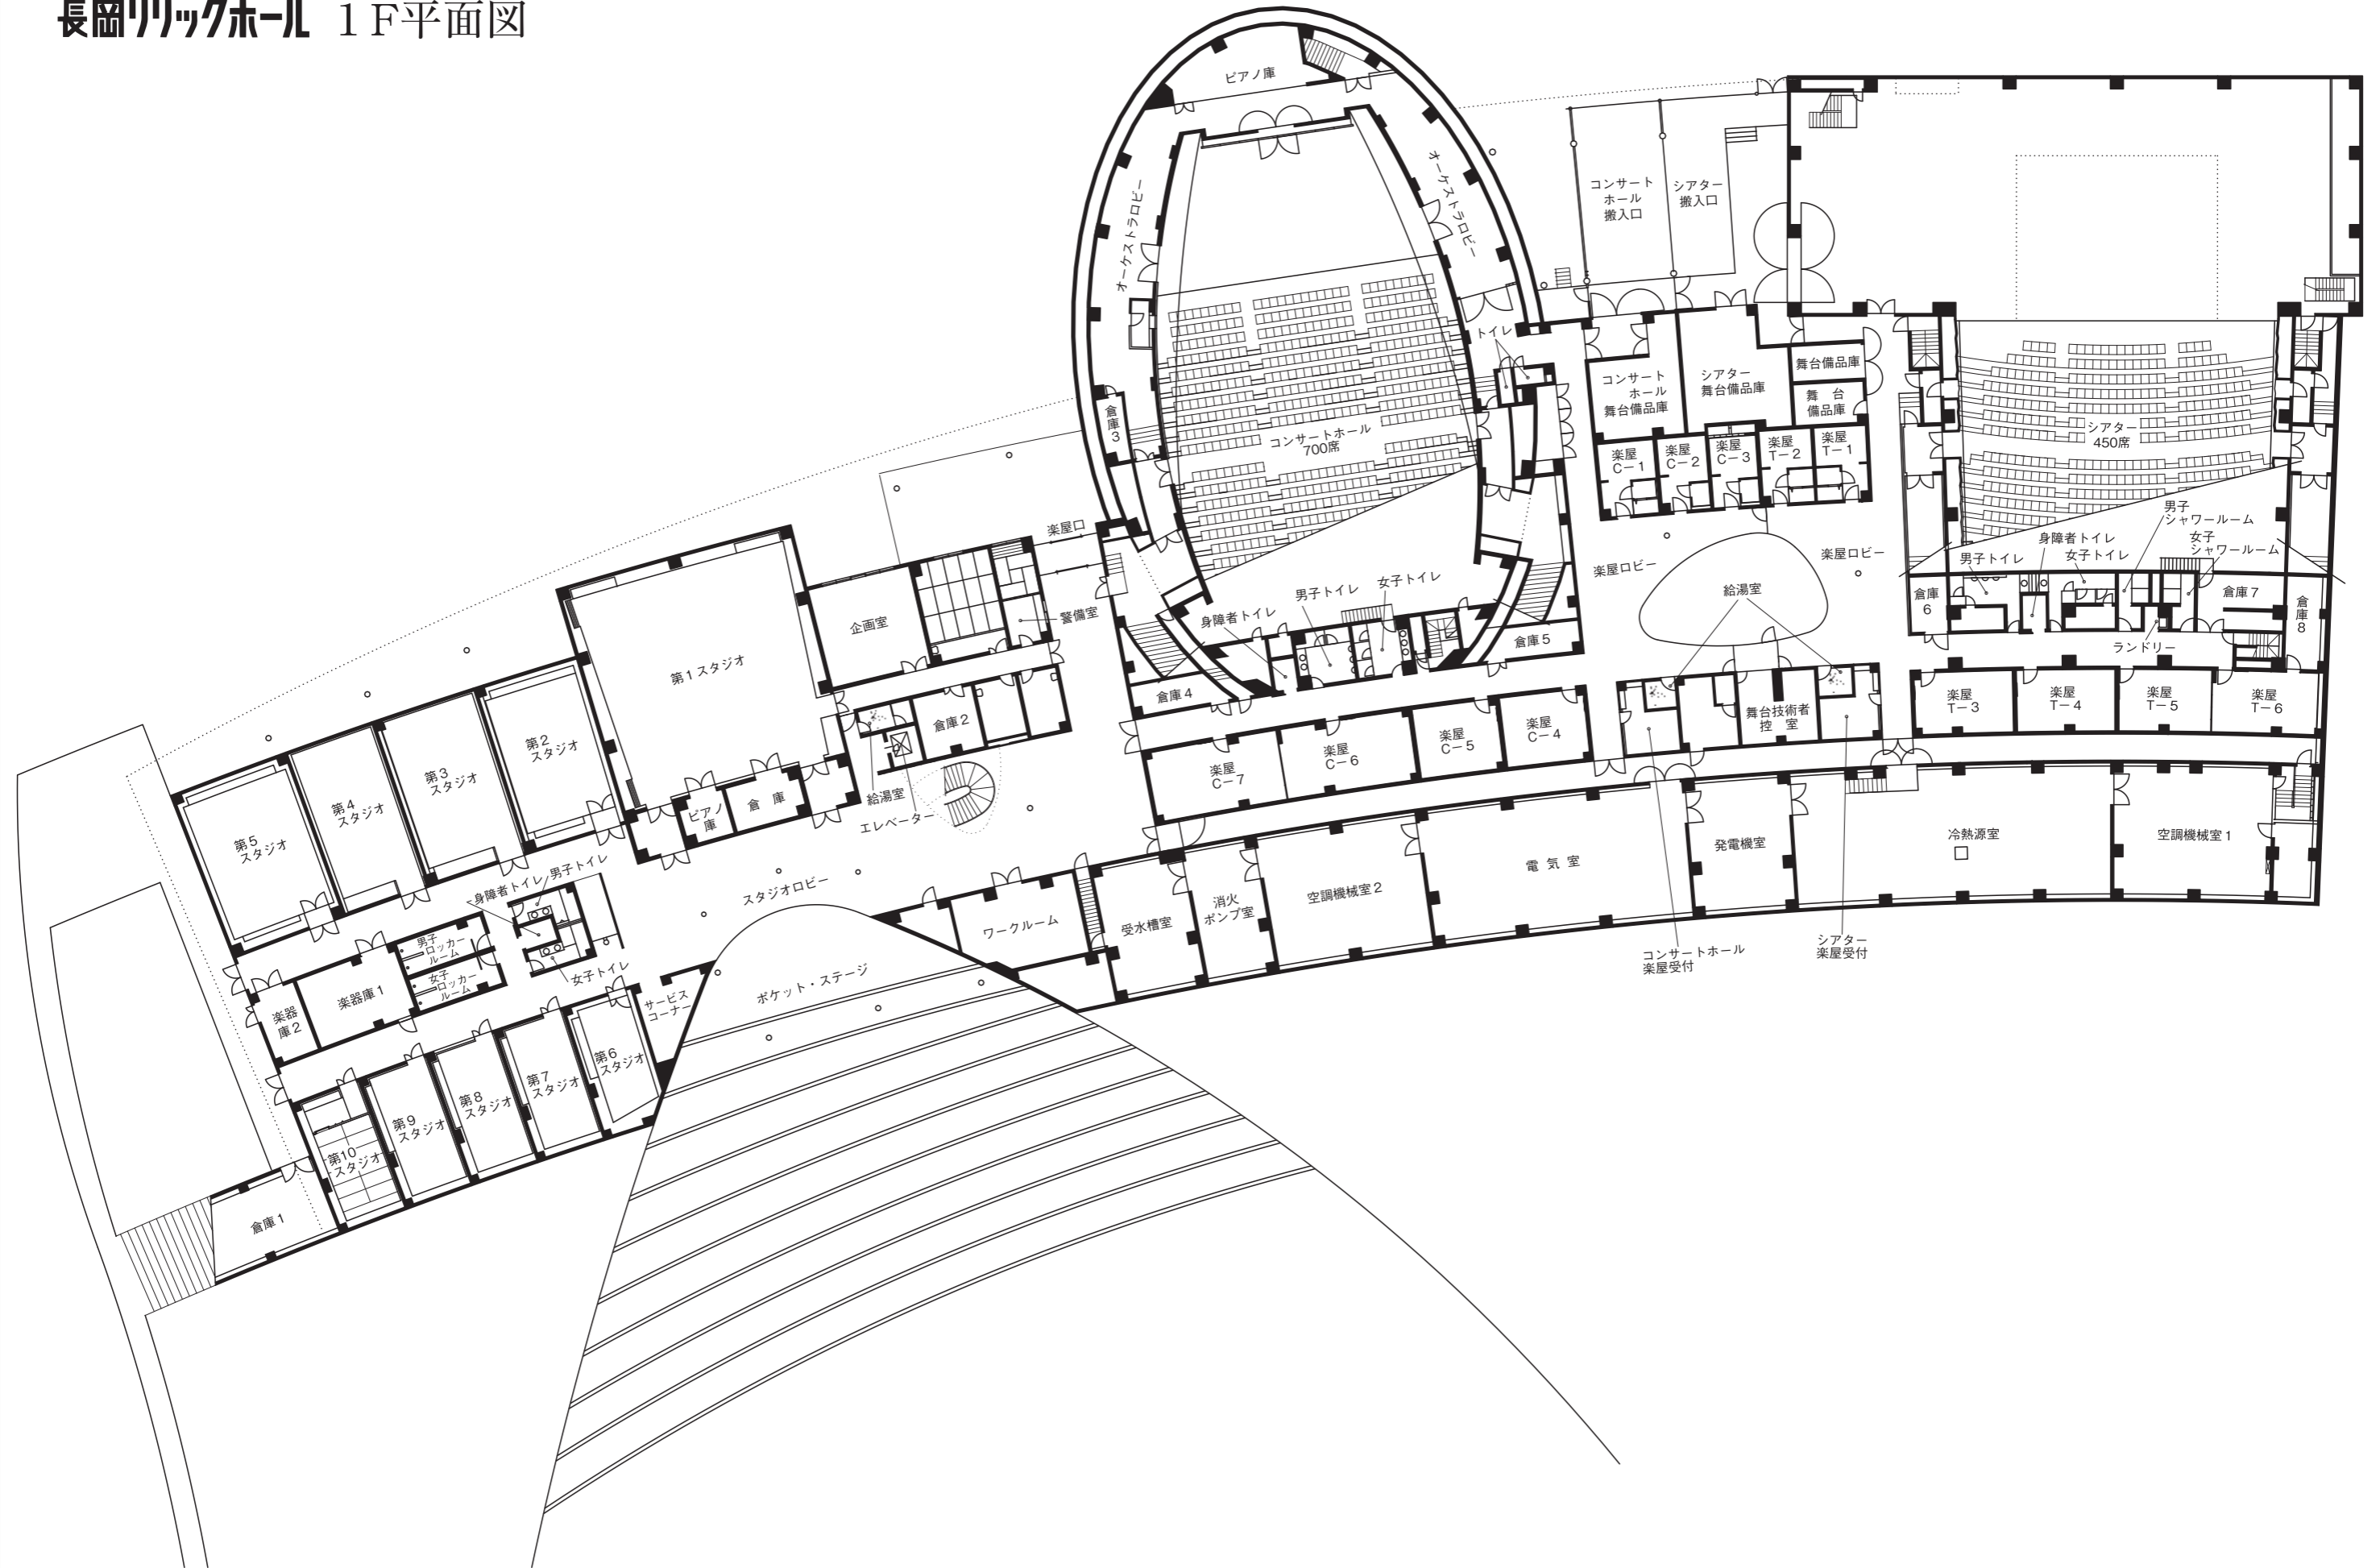 長岡リリックホール 1F平面図
ピアノ庫
オーケストラロビー
オーケストラロビー
コンサート
ホール
搬入口
シアター
搬入口
トイレ
倉庫3
コンサートホール
700席
コンサート
ホール
舞台備品庫
シアター
舞台備品庫
舞台備品庫
舞 台
備品庫
楽屋
C-1
楽屋
C-2
楽屋
C-3
楽屋
T-2
楽屋
T-1
シアター
450席
男子
シャワールーム
女子
シャワールーム
身障者トイレ
女子トイレ
男子トイレ
楽屋ロビー
楽屋ロビー
給湯室
倉庫
6
倉庫7
倉庫8
ランドリー
楽屋口
警備室
企画室
第1スタジオ
身障者トイレ
男子トイレ
女子トイレ
倉庫5
倉庫4
倉庫2
給湯室
エレベーター
ピアノ
庫
倉 庫
第2
スタジオ
第3
スタジオ
第4
スタジオ
第5
スタジオ
楽屋
C-7
楽屋
C-6
楽屋
C-5
楽屋
C-4
舞台技術者
控 室
楽屋
T-3
楽屋
T-4
楽屋
T-5
楽屋
T-6
スタジオロビー
ワークルーム
受水槽室
消火
ポンプ室
空調機械室2
電 気 室
発電機室
冷熱源室
空調機械室1
コンサートホール
楽屋受付
シアター
楽屋受付
身障者トイレ
男子トイレ
女子トイレ
男子
ロッカー
ルーム
女子
ロッカー
ルーム
楽器庫1
楽器
庫2
サービス
コーナー
ポケット・ステージ
第6
スタジオ
第7
スタジオ
第8
スタジオ
第9
スタジオ
第10
スタジオ
倉庫1